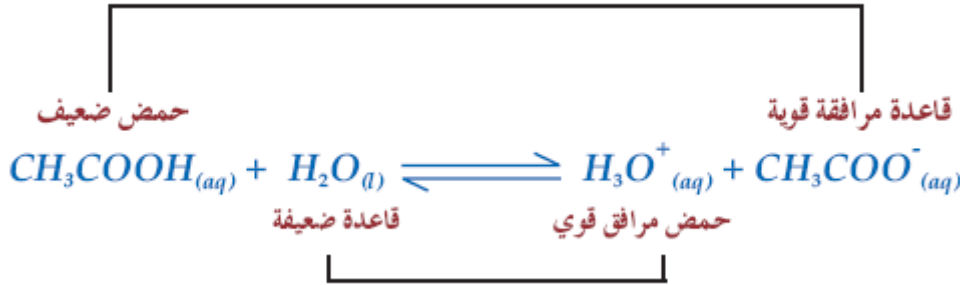 حمض ضعيف قاعدة مرافقة قوية
CH₃COOH(aq) + H₂O(l) ⇌ H₃O⁺(aq) + CH₃COO⁻(aq)
قاعدة ضعيفة حمض مرافق قوي